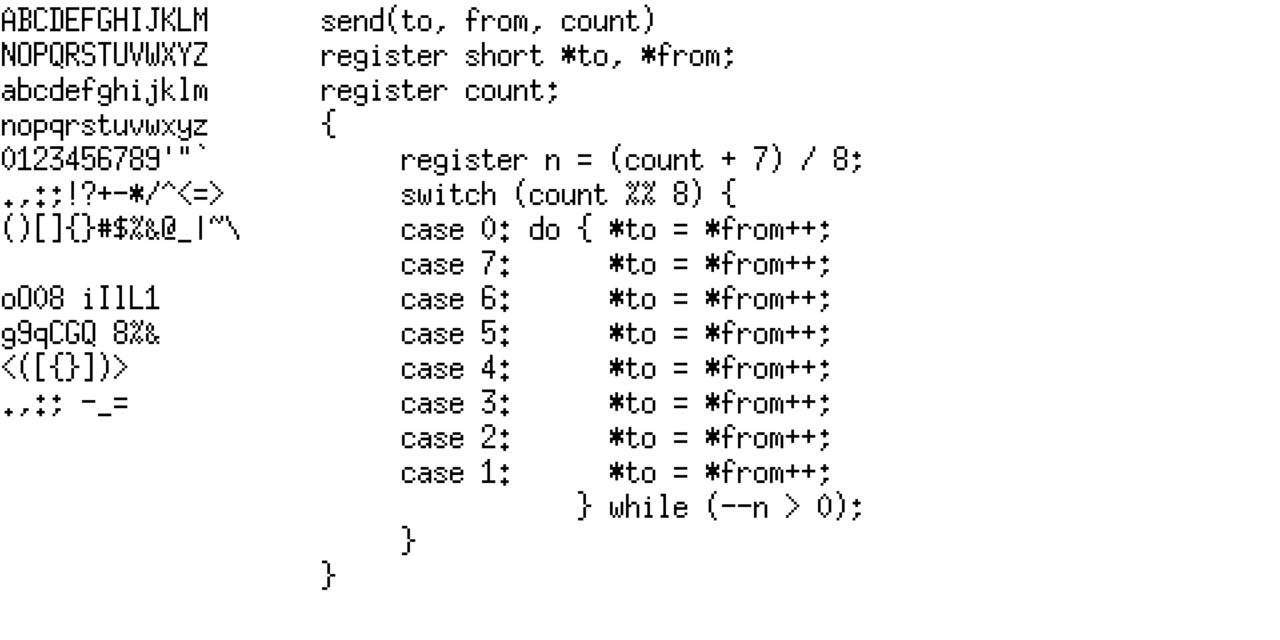 ABCDEFGHIJKLM
NOPQRSTUVWXYZ
abcdefghijklm
nopqrstuvwxyz
0123456789'"`
.,:;!?+-*/^<=>
()[]{}#$%&@_|~\
oO08 iIlL1
g9qCGQ 8%&
<([{}])>
.,:; -_=
send(to, from, count)
register short *to, *from;
register count;
{
     register n = (count + 7) / 8;
     switch (count %% 8) {
     case 0: do { *to = *from++;
     case 7:      *to = *from++;
     case 6:      *to = *from++;
     case 5:      *to = *from++;
     case 4:      *to = *from++;
     case 3:      *to = *from++;
     case 2:      *to = *from++;
     case 1:      *to = *from++;
                } while (--n > 0);
     }
}